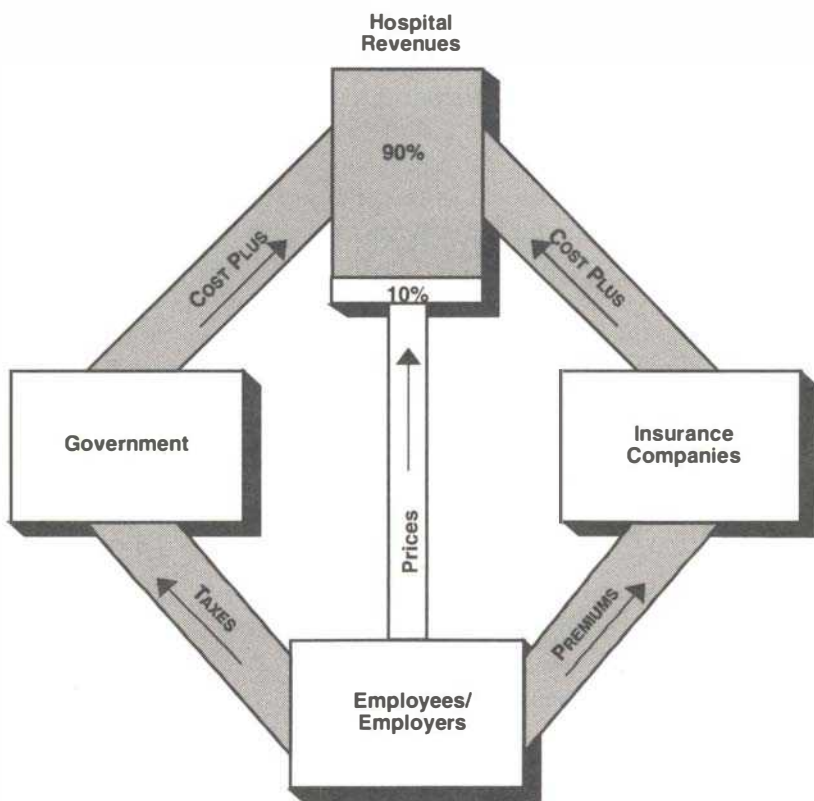 Hospital
Revenues
90%
10%
COST PLUS
COST PLUS
Government
Insurance
Companies
Prices
TAXES
PREMIUMS
Employees/
Employers